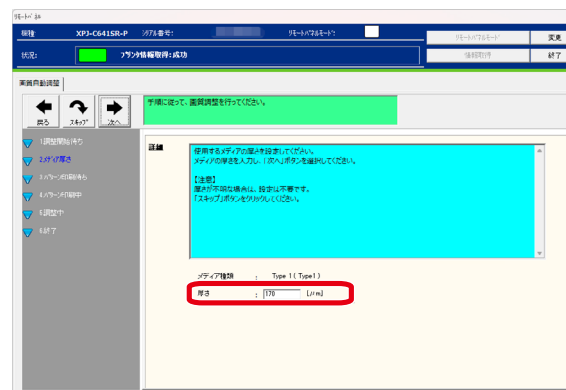 リモートパネル
機種: XPJ-C641SR-P シリアル番号: リモートパネルモード: リモートパネルモード 変更
状況: プリンタ情報取得:成功 情報取得 終了
画質自動調整
戻る スキップ 次へ
手順に従って、画質調整を行ってください。
1.調整開始待ち
2.メディア厚さ
3.パターン印刷待ち
4.パターン印刷中
5.調整中
6.終了
詳細
使用するメディアの厚さを設定してください。
メディアの厚さを入力し、「次へ」ボタンを選択してください。
【注意】
厚さが不明な場合は、設定は不要です。
「スキップ」ボタンをクリックしてください。
メディア種類 : Type 1 ( Type1 )
厚さ : 170 [μm]